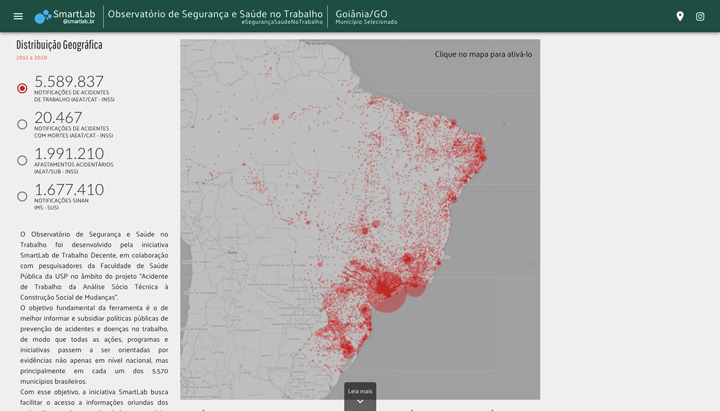 SmartLab
@smartlab.br
Observatório de Segurança e Saúde no Trabalho
#SegurançaSaúdeNoTrabalho
Goiânia/GO
Município Selecionado
Distribuição Geográfica
2012 a 2020
5.589.837
NOTIFICAÇÕES DE ACIDENTES
DE TRABALHO (AEAT/CAT - INSS)
20.467
NOTIFICAÇÕES DE ACIDENTES
COM MORTES (AEAT/CAT - INSS)
1.991.210
AFASTAMENTOS ACIDENTÁRIOS
(AEAT/SUB - INSS)
1.677.410
NOTIFICAÇÕES SINAN
(MS - SUS)
O Observatório de Segurança e Saúde no
Trabalho foi desenvolvido pela iniciativa
SmartLab de Trabalho Decente, em colaboração
com pesquisadores da Faculdade de Saúde
Pública da USP no âmbito do projeto "Acidente
de Trabalho: da Análise Sócio Técnica à
Construção Social de Mudanças".
O objetivo fundamental da ferramenta é o de
melhor informar e subsidiar políticas públicas de
prevenção de acidentes e doenças no trabalho,
de modo que todas as ações, programas e
iniciativas passem a ser orientadas por
evidências não apenas em nível nacional, mas
principalmente em cada um dos 5.570
municípios brasileiros.
Com esse objetivo, a iniciativa SmartLab busca
facilitar o acesso a informações oriundas dos
Clique no mapa para ativá-lo
Leia mais